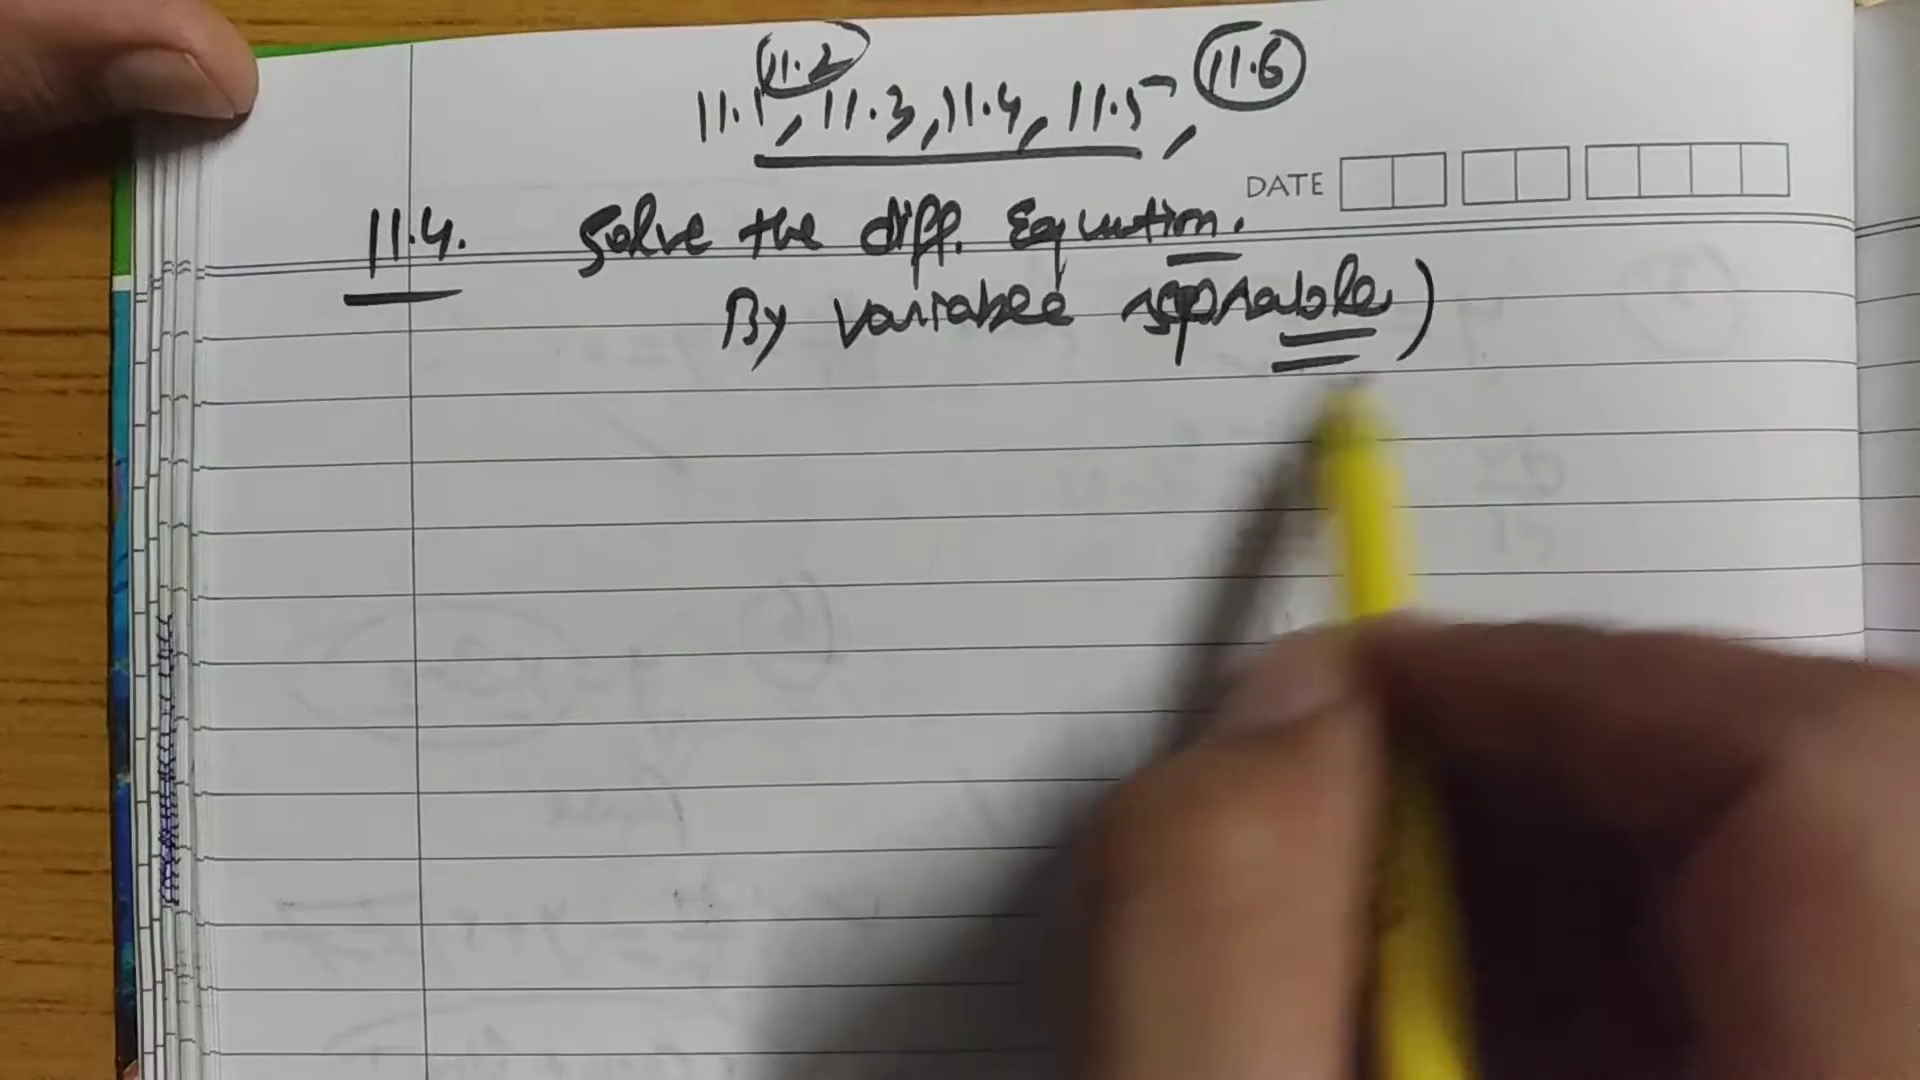 11.2 11.6
11.1, 11.3, 11.4, 11.5,
DATE
11.4. Solve the diff. Equation.
By variable separable)